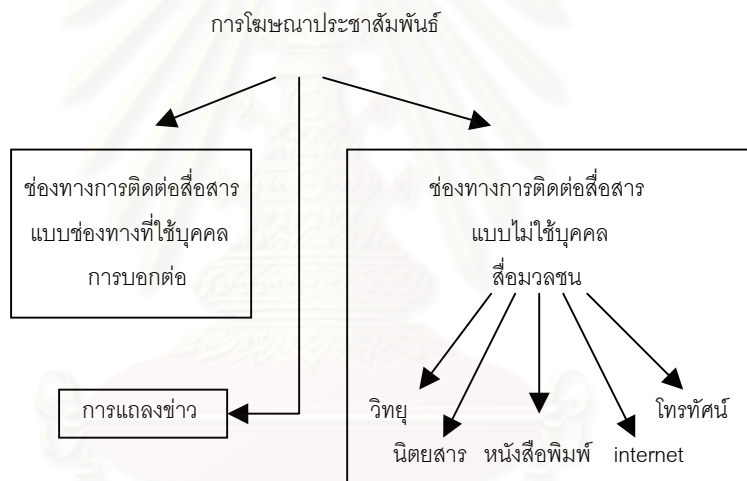 การโฆษณาประชาสัมพันธ์
ช่องทางการติดต่อสื่อสาร
แบบช่องทางที่ใช้บุคคล
การบอกต่อ
ช่องทางการติดต่อสื่อสาร
แบบไม่ใช้บุคคล
สื่อมวลชน
การแถลงข่าว
วิทยุ
โทรทัศน์
นิตยสาร หนังสือพิมพ์ internet